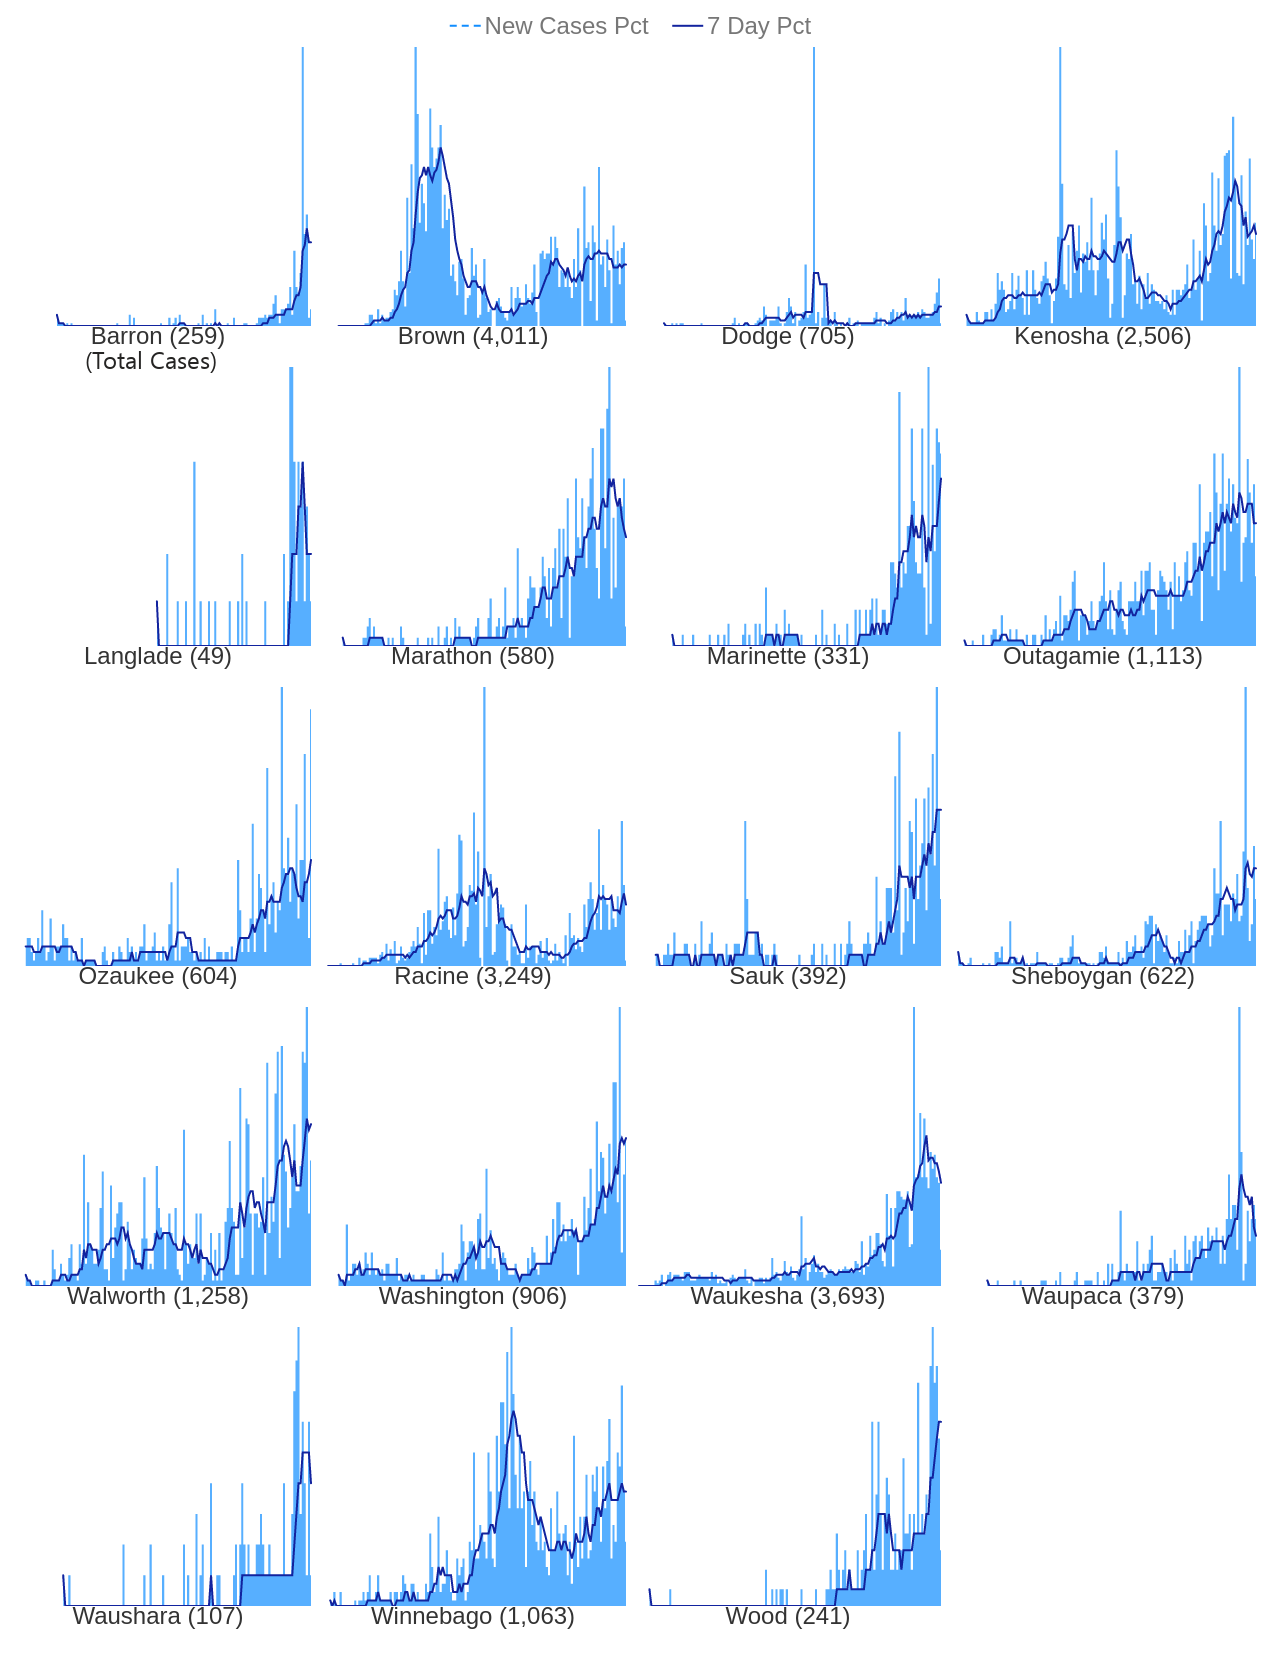 New Cases Pct 7 Day Pct
Barron (259) Brown (4,011) Dodge (705) Kenosha (2,506)
(Total Cases)
Langlade (49) Marathon (580) Marinette (331) Outagamie (1,113)
Ozaukee (604) Racine (3,249) Sauk (392) Sheboygan (622)
Walworth (1,258) Washington (906) Waukesha (3,693) Waupaca (379)
Waushara (107) Winnebago (1,063) Wood (241)